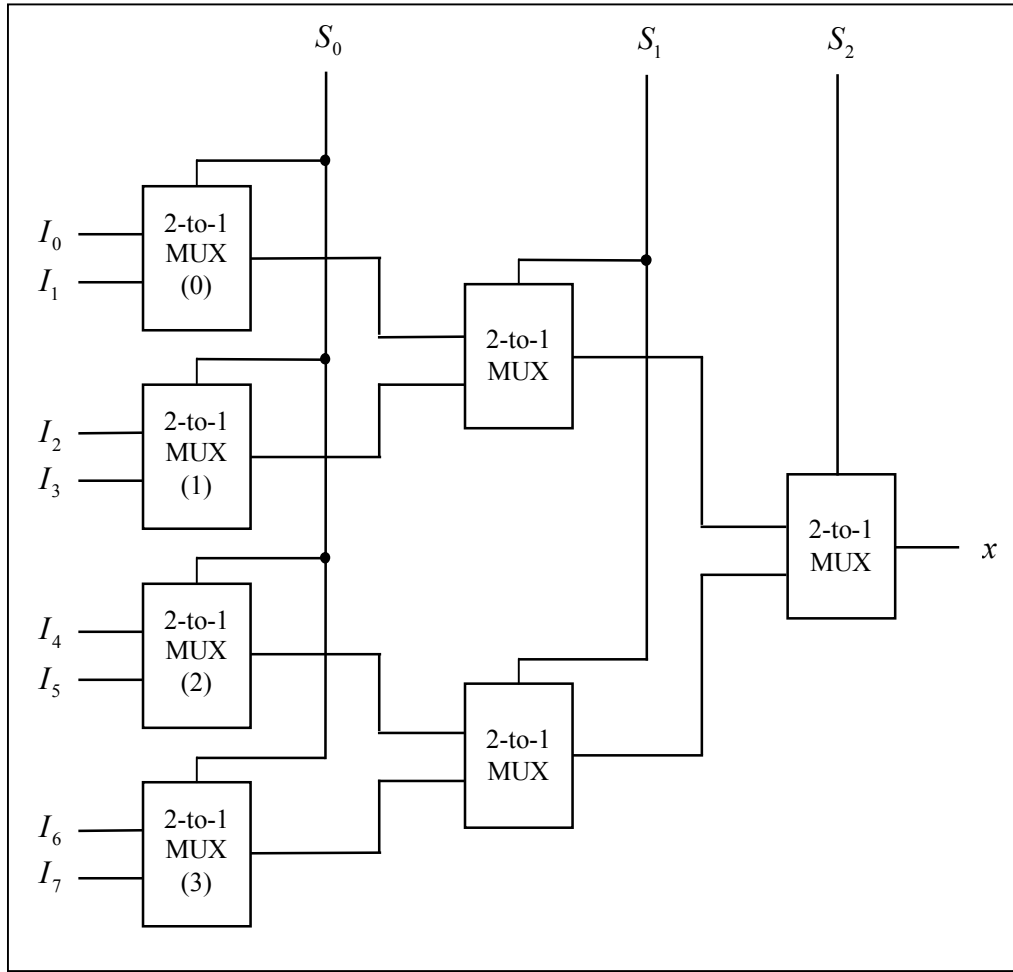 S₀ S₁ S₂
I₀
I₁
2-to-1
MUX
(0)
2-to-1
MUX
I₂
I₃
2-to-1
MUX
(1)
2-to-1
MUX
x
I₄
I₅
2-to-1
MUX
(2)
2-to-1
MUX
I₆
I₇
2-to-1
MUX
(3)